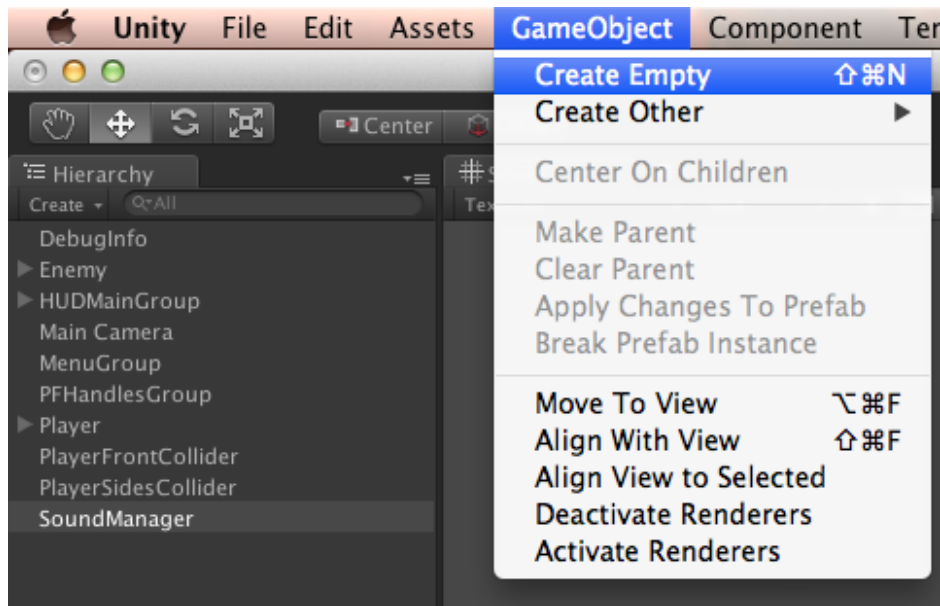 Unity File Edit Assets GameObject Component Ter
Create Empty ⇧⌘N
Create Other ▶
Center
Center On Children
Hierarchy
Create All
Tex
Make Parent
Clear Parent
Apply Changes To Prefab
Break Prefab Instance
Move To View ⌥⌘F
Align With View ⇧⌘F
Align View to Selected
Deactivate Renderers
Activate Renderers
DebugInfo
Enemy
HUDMainGroup
Main Camera
MenuGroup
PFHandlesGroup
Player
PlayerFrontCollider
PlayerSidesCollider
SoundManager